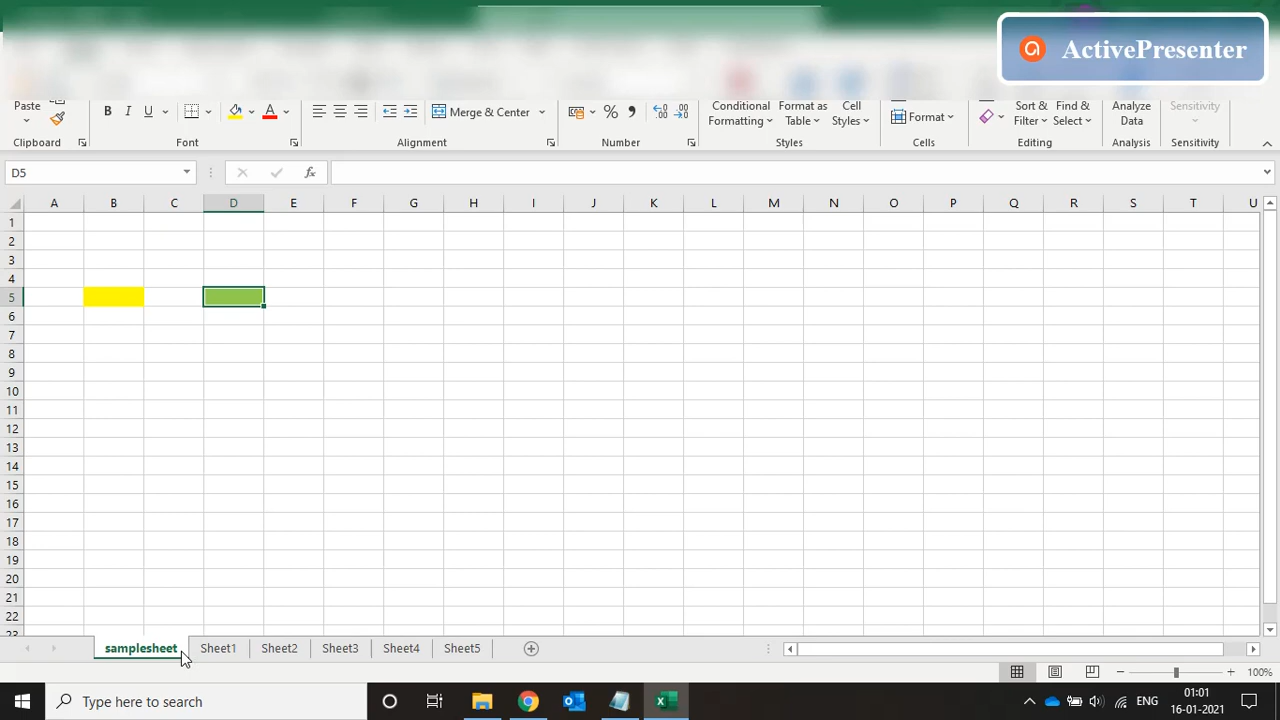 ActivePresenter
Paste
B I U
Merge & Center
% ,
Conditional Formatting
Format as Table
Cell Styles
Format
Sort & Filter
Find & Select
Analyze Data
Sensitivity
Clipboard
Font
Alignment
Number
Styles
Cells
Editing
Analysis
Sensitivity
D5
fx
A B C D E F G H I J K L M N O P Q R S T U
1
2
3
4
5
6
7
8
9
10
11
12
13
14
15
16
17
18
19
20
21
22
23
samplesheet Sheet1 Sheet2 Sheet3 Sheet4 Sheet5
100%
Type here to search
ENG
01:01
16-01-2021